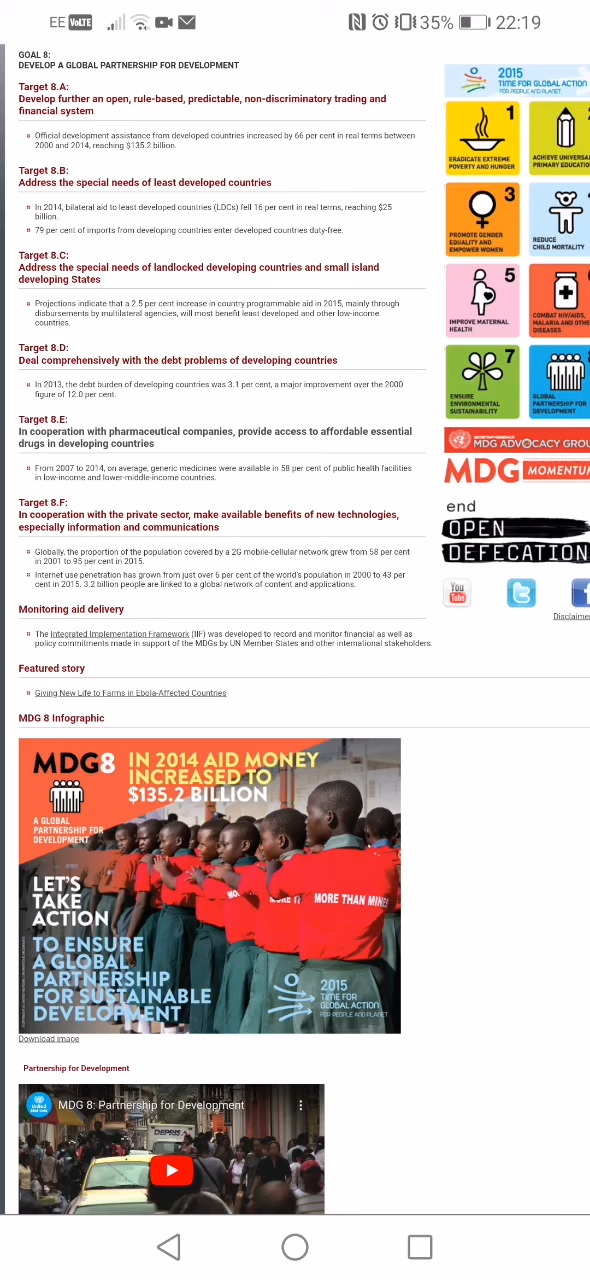 EE VoLTE 35% 22:19
GOAL 8:
DEVELOP A GLOBAL PARTNERSHIP FOR DEVELOPMENT
Target 8.A:
Develop further an open, rule-based, predictable, non-discriminatory trading and
financial system
Official development assistance from developed countries increased by 66 per cent in real terms between
2000 and 2014, reaching $135.2 billion.
Target 8.B:
Address the special needs of least developed countries
In 2014, bilateral aid to least developed countries (LDCs) fell 16 per cent in real terms, reaching $25
billion.
79 per cent of imports from developing countries enter developed countries duty-free.
Target 8.C:
Address the special needs of landlocked developing countries and small island
developing States
Projections indicate that a 2.5 per cent increase in country programmable aid in 2015, mainly through
disbursements by multilateral agencies, will most benefit least developed and other low-income
countries.
Target 8.D:
Deal comprehensively with the debt problems of developing countries
In 2013, the debt burden of developing countries was 3.1 per cent, a major improvement over the 2000
figure of 12.0 per cent.
Target 8.E:
In cooperation with pharmaceutical companies, provide access to affordable essential
drugs in developing countries
From 2007 to 2014, on average, generic medicines were available in 58 per cent of public health facilities
in low-income and lower-middle-income countries.
Target 8.F:
In cooperation with the private sector, make available benefits of new technologies,
especially information and communications
Globally, the proportion of the population covered by a 2G mobile-cellular network grew from 58 per cent
in 2001 to 95 per cent in 2015.
Internet use penetration has grown from just over 6 per cent of the world's population in 2000 to 43 per
cent in 2015. 3.2 billion people are linked to a global network of content and applications.
Monitoring aid delivery
The Integrated Implementation Framework (IIF) was developed to record and monitor financial as well as
policy commitments made in support of the MDGs by UN Member States and other international stakeholders.
Featured story
Giving New Life to Farms in Ebola-Affected Countries
MDG 8 Infographic
MDG8
A GLOBAL
PARTNERSHIP FOR
DEVELOPMENT
IN 2014 AID MONEY
INCREASED TO
$135.2 BILLION
LET'S
TAKE
ACTION
TO ENSURE
A GLOBAL
PARTNERSHIP
FOR SUSTAINABLE
DEVELOPMENT
MORE THAN MINE
2015
TIME FOR
GLOBAL ACTION
FOR PEOPLE AND PLANET
Download image
Partnership for Development
United Nations
MDG 8: Partnership for Development
DEPRISA
2015
TIME FOR GLOBAL ACTION
FOR PEOPLE AND PLANET
1
ERADICATE EXTREME
POVERTY AND HUNGER
2
ACHIEVE UNIVERSA
PRIMARY EDUCATIO
3
PROMOTE GENDER
EQUALITY AND
EMPOWER WOMEN
4
REDUCE
CHILD MORTALITY
5
IMPROVE MATERNAL
HEALTH
COMBAT HIV/AIDS,
MALARIA AND OTHE
DISEASES
7
ENSURE
ENVIRONMENTAL
SUSTAINABILITY
8
GLOBAL
PARTNERSHIP FOR
DEVELOPMENT
SECRETARY-GENERAL'S
MDG ADVOCACY GROU
MDG MOMENTUM
end
OPEN
DEFECATION
You
Tube
Disclaimer